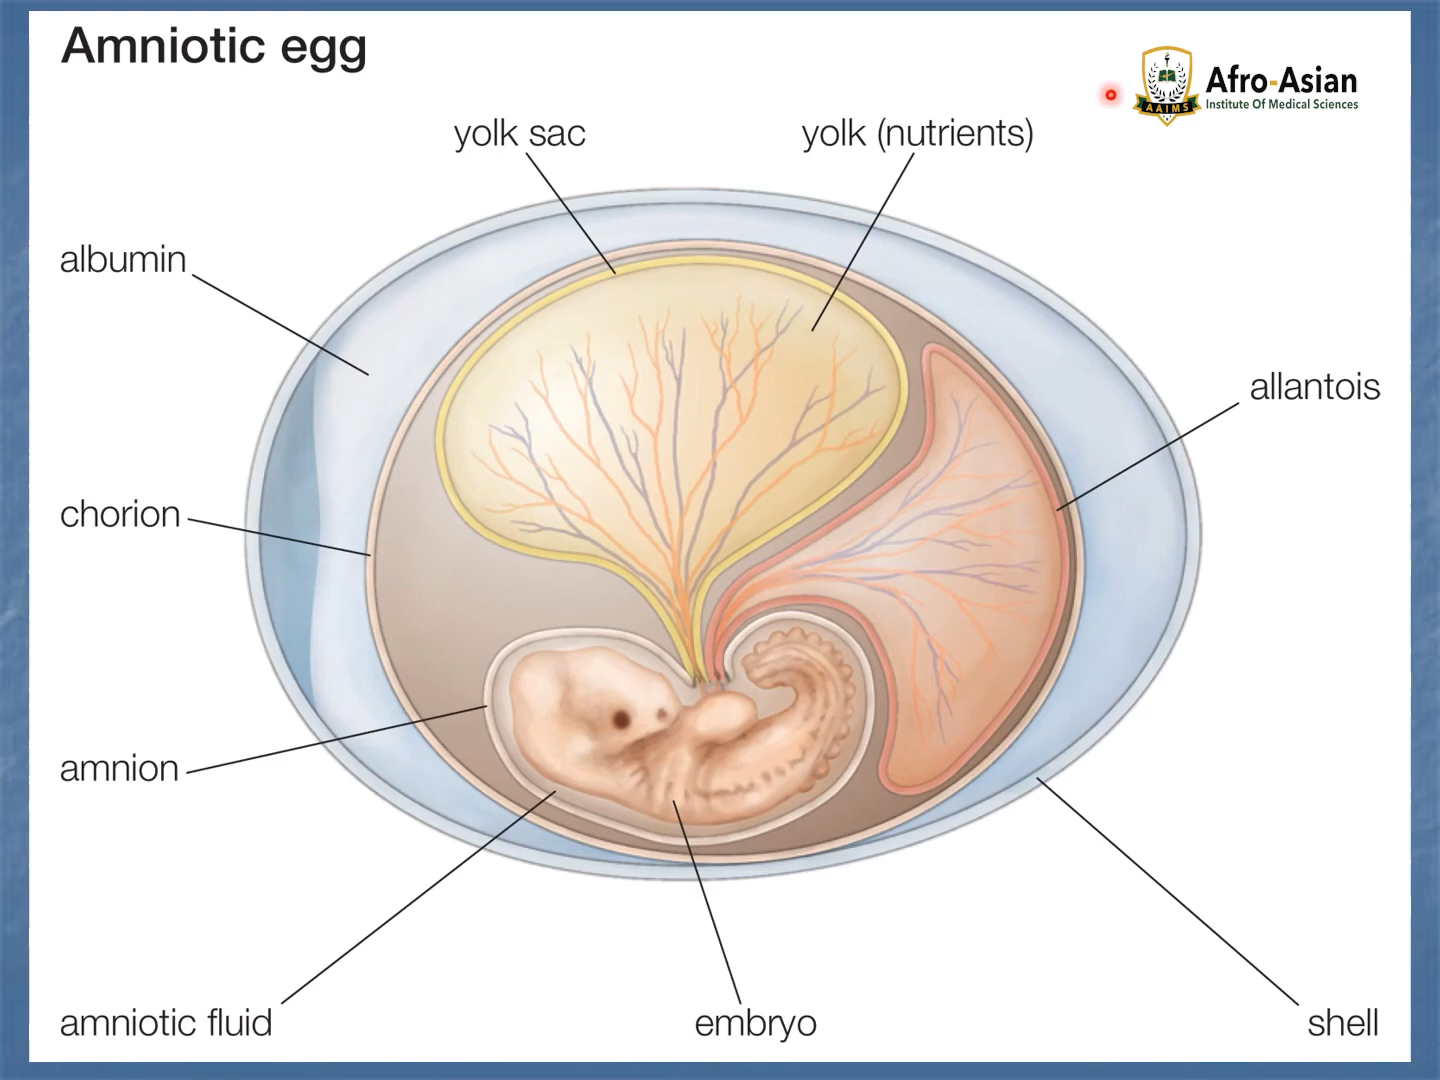 Amniotic egg
Afro-Asian
Institute Of Medical Sciences
AAIMS
yolk sac
yolk (nutrients)
albumin
allantois
chorion
amnion
amniotic fluid
embryo
shell